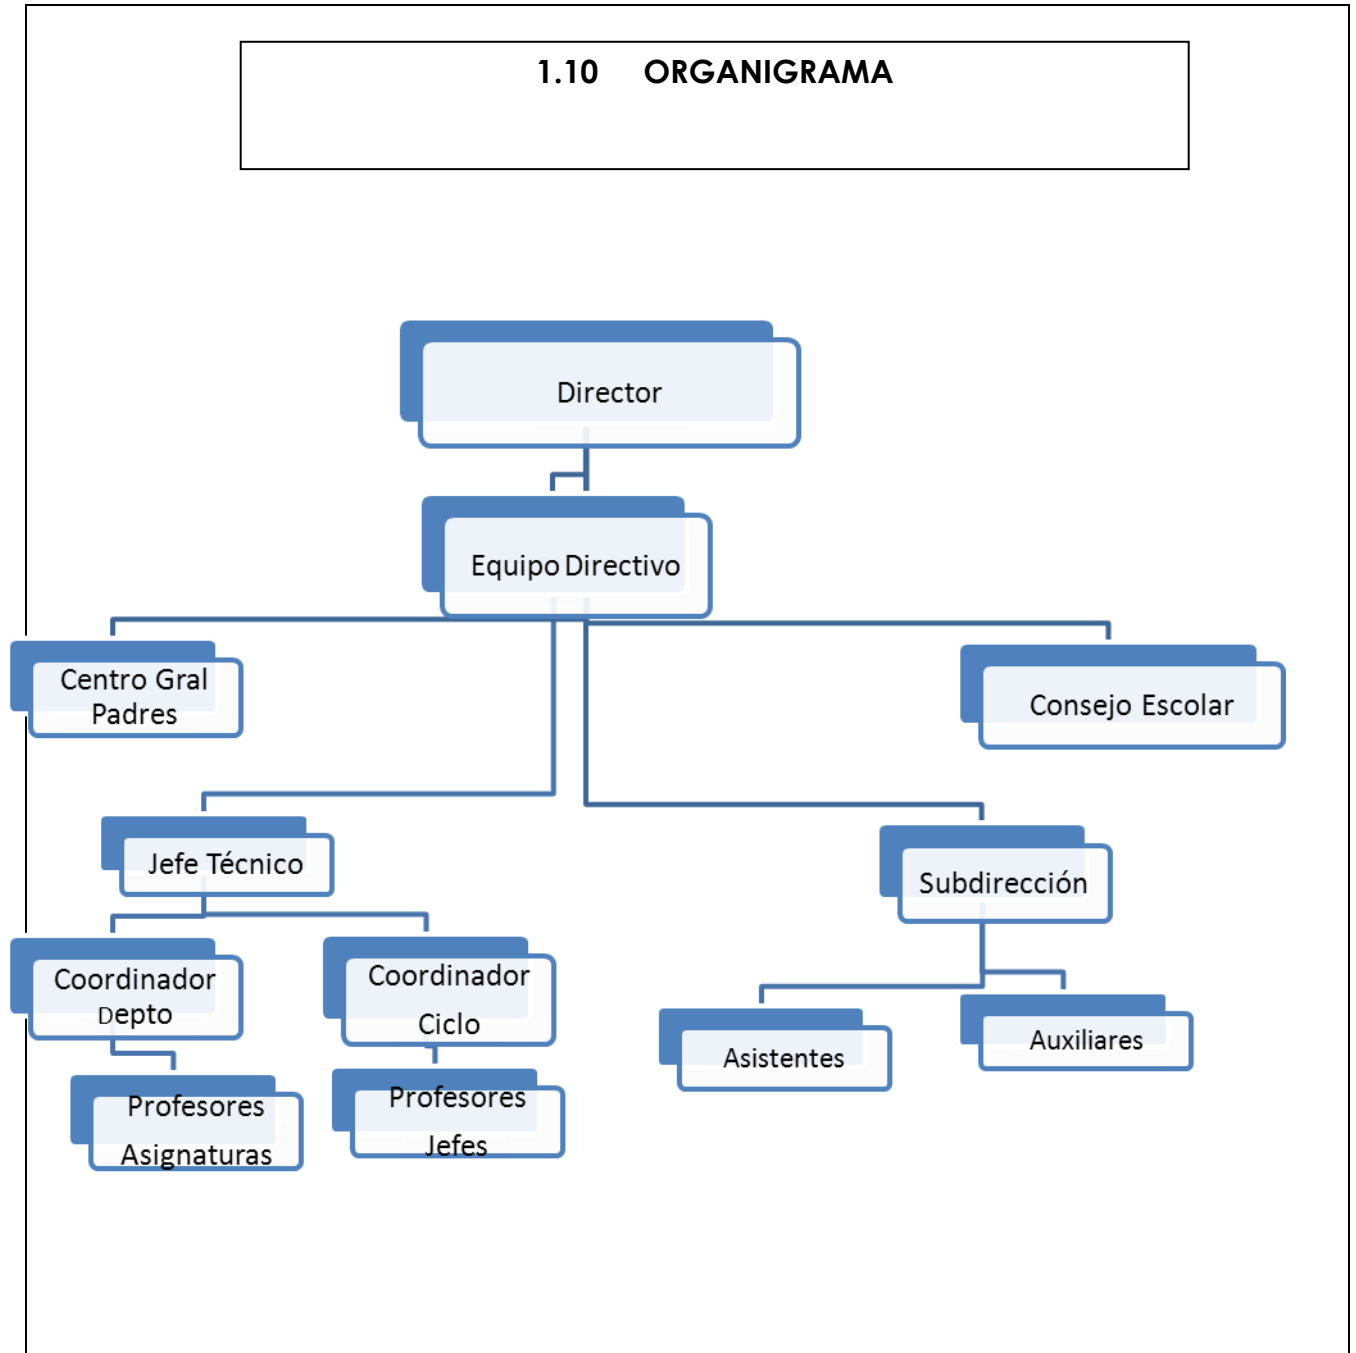 1.10 ORGANIGRAMA
Director
Equipo Directivo
Centro Gral
Padres
Consejo Escolar
Jefe Técnico
Subdirección
Coordinador
Depto
Coordinador
Ciclo
Asistentes
Auxiliares
Profesores
Asignaturas
Profesores
Jefes